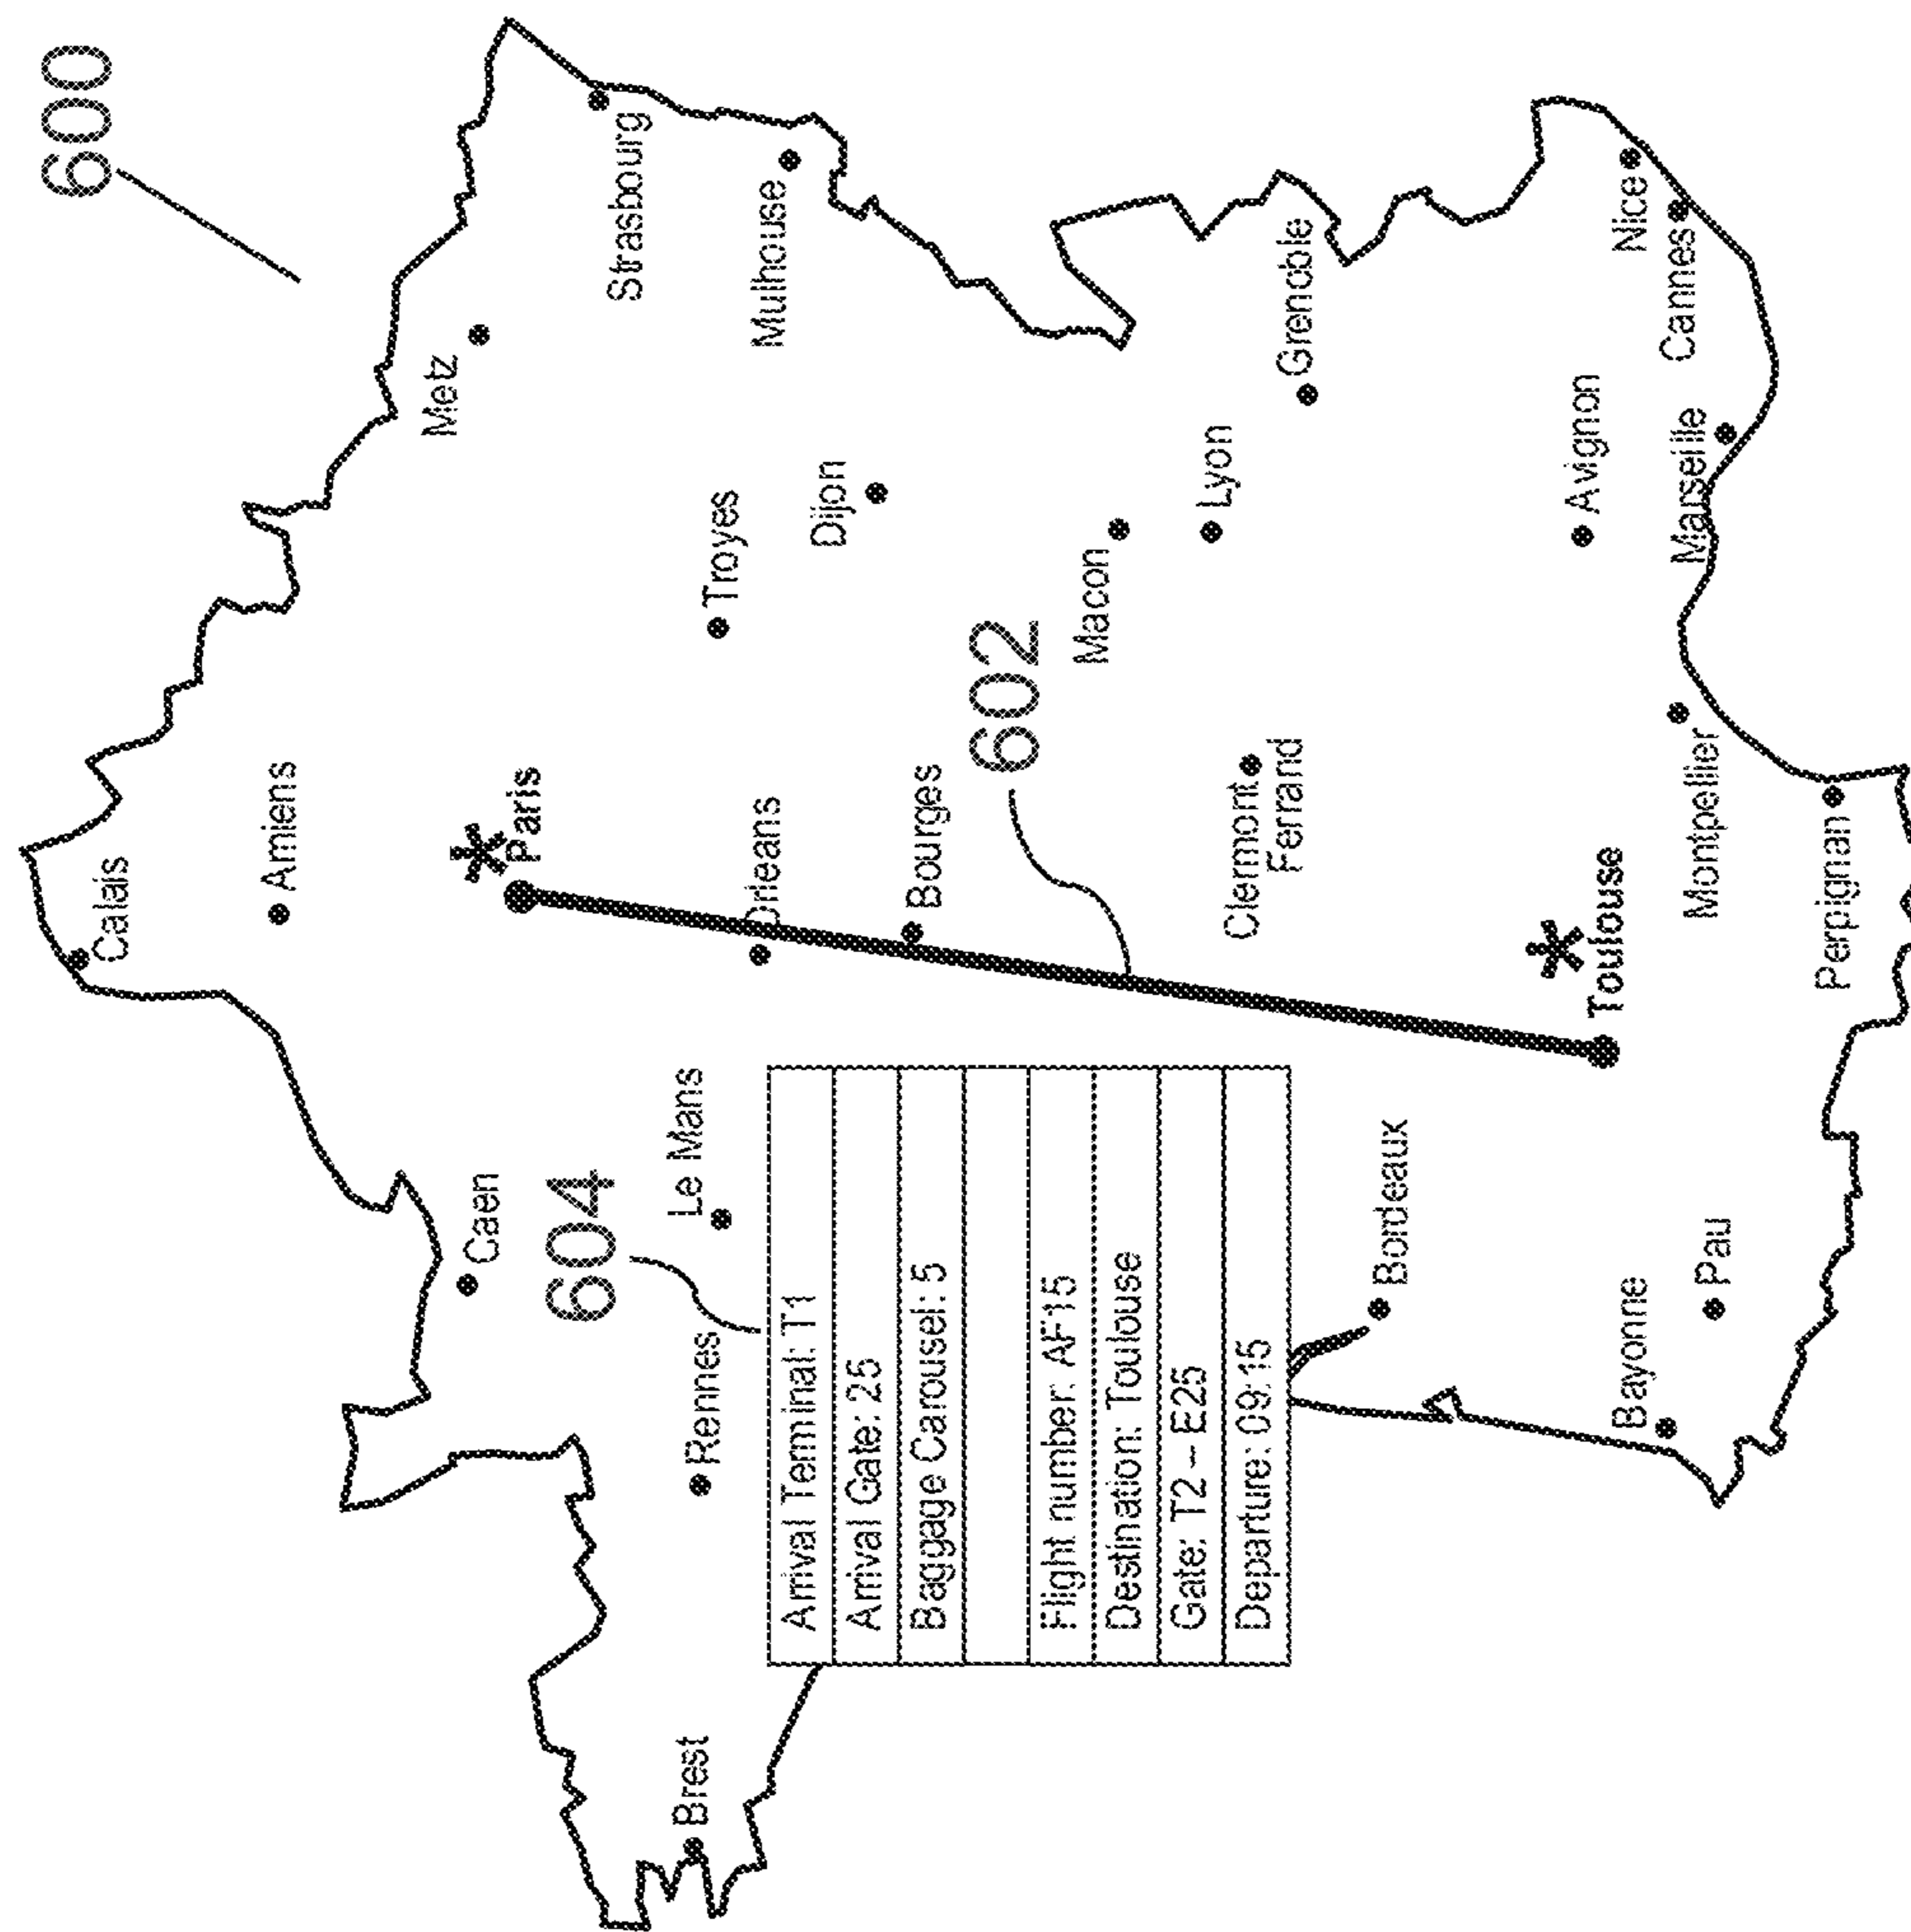 600
Calais
Amiens
Metz
Caen
* Paris
604
Strasbourg
Le Mans
Brest
Rennes
Troyes
Mulhouse
Orleans
Dijon
Arrival Terminal: T1
Arrival Gate: 25
Baggage Carousel: 5
Flight number: AF15
Destination: Toulouse
Gate: T2 – E25
Departure: 09:15
Bourges
602
Macon
Lyon
Clermont
Ferrand
Grenoble
Bordeaux
Avignon
* Toulouse
Bayonne
Nice
Cannes
Marseille
Montpellier
Pau
Perpignan